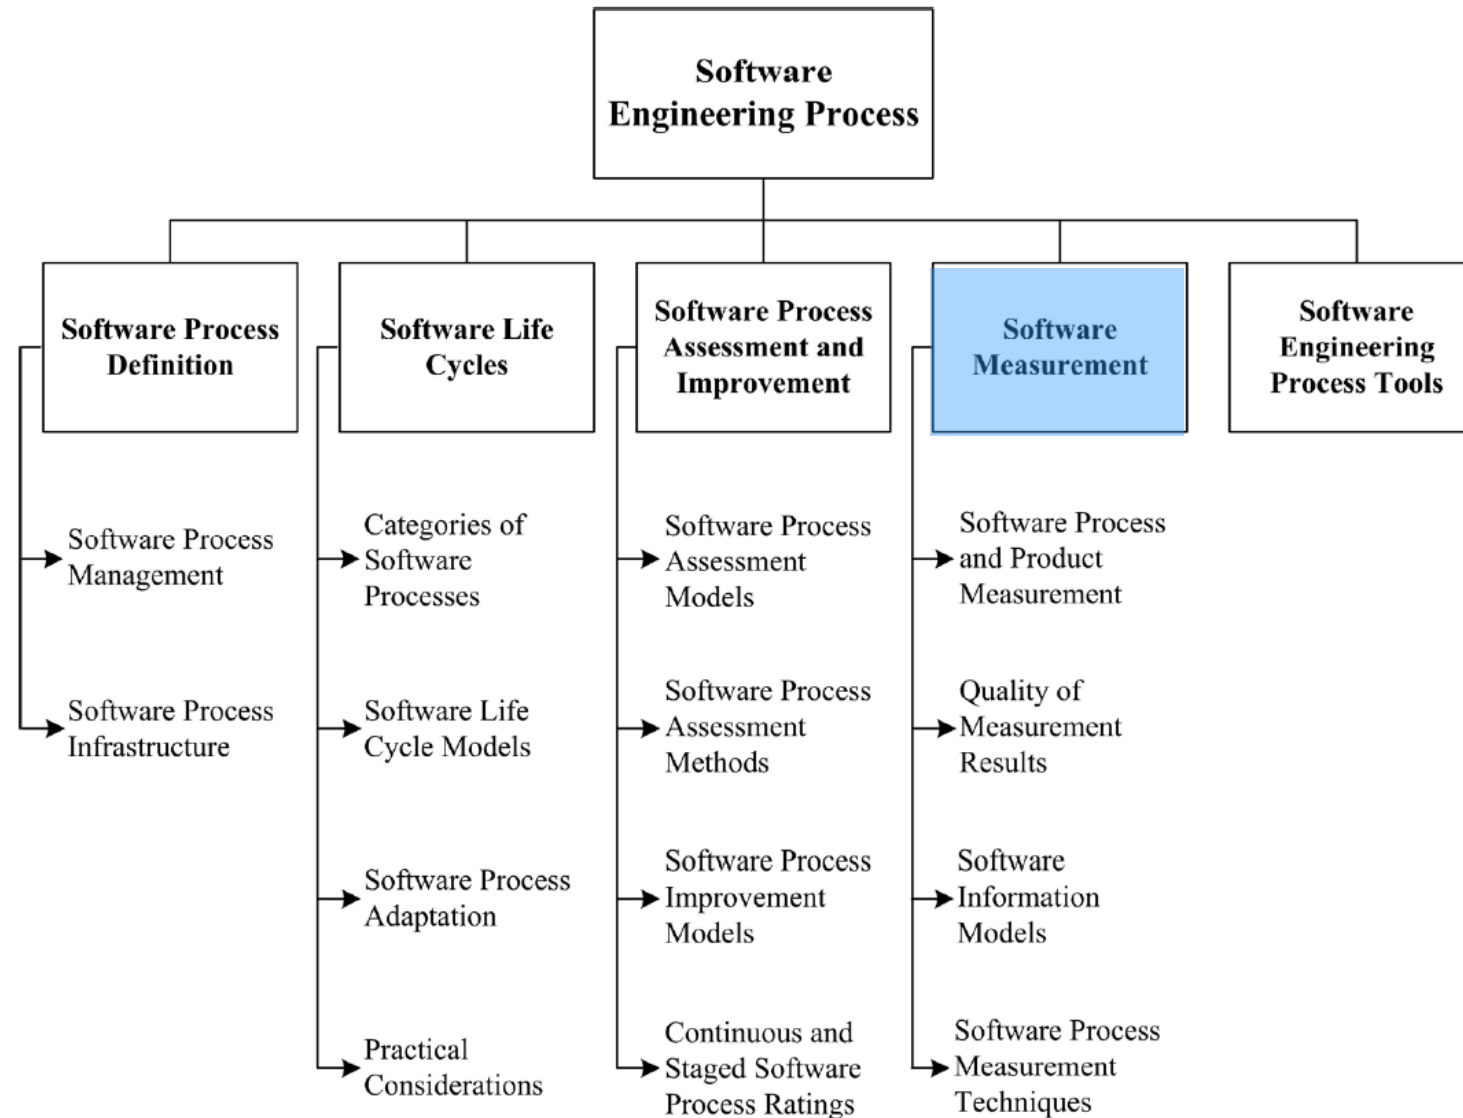 Software
Engineering Process
Software Process
Definition
Software Life
Cycles
Software Process
Assessment and
Improvement
Software
Measurement
Software
Engineering
Process Tools
Software Process
Management
Software Process
Infrastructure
Categories of
Software
Processes
Software Life
Cycle Models
Software Process
Adaptation
Practical
Considerations
Software Process
Assessment
Models
Software Process
Assessment
Methods
Software Process
Improvement
Models
Continuous and
Staged Software
Process Ratings
Software Process
and Product
Measurement
Quality of
Measurement
Results
Software
Information
Models
Software Process
Measurement
Techniques